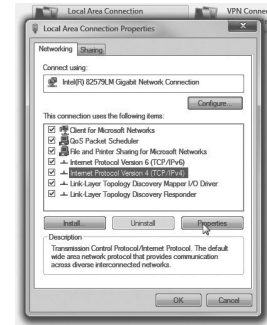 Local Area Connection
VPN Connec
Local Area Connection Properties
Networking Sharing
Connect using:
Intel(R) 82579LM Gigabit Network Connection
Configure...
This connection uses the following items:
Client for Microsoft Networks
QoS Packet Scheduler
File and Printer Sharing for Microsoft Networks
Internet Protocol Version 6 (TCP/IPv6)
Internet Protocol Version 4 (TCP/IPv4)
Link-Layer Topology Discovery Mapper I/O Driver
Link-Layer Topology Discovery Responder
Install Uninstall Properties
Description
Transmission Control Protocol/Internet Protocol. The default
wide area network protocol that provides communication
across diverse interconnected networks.
OK Cancel